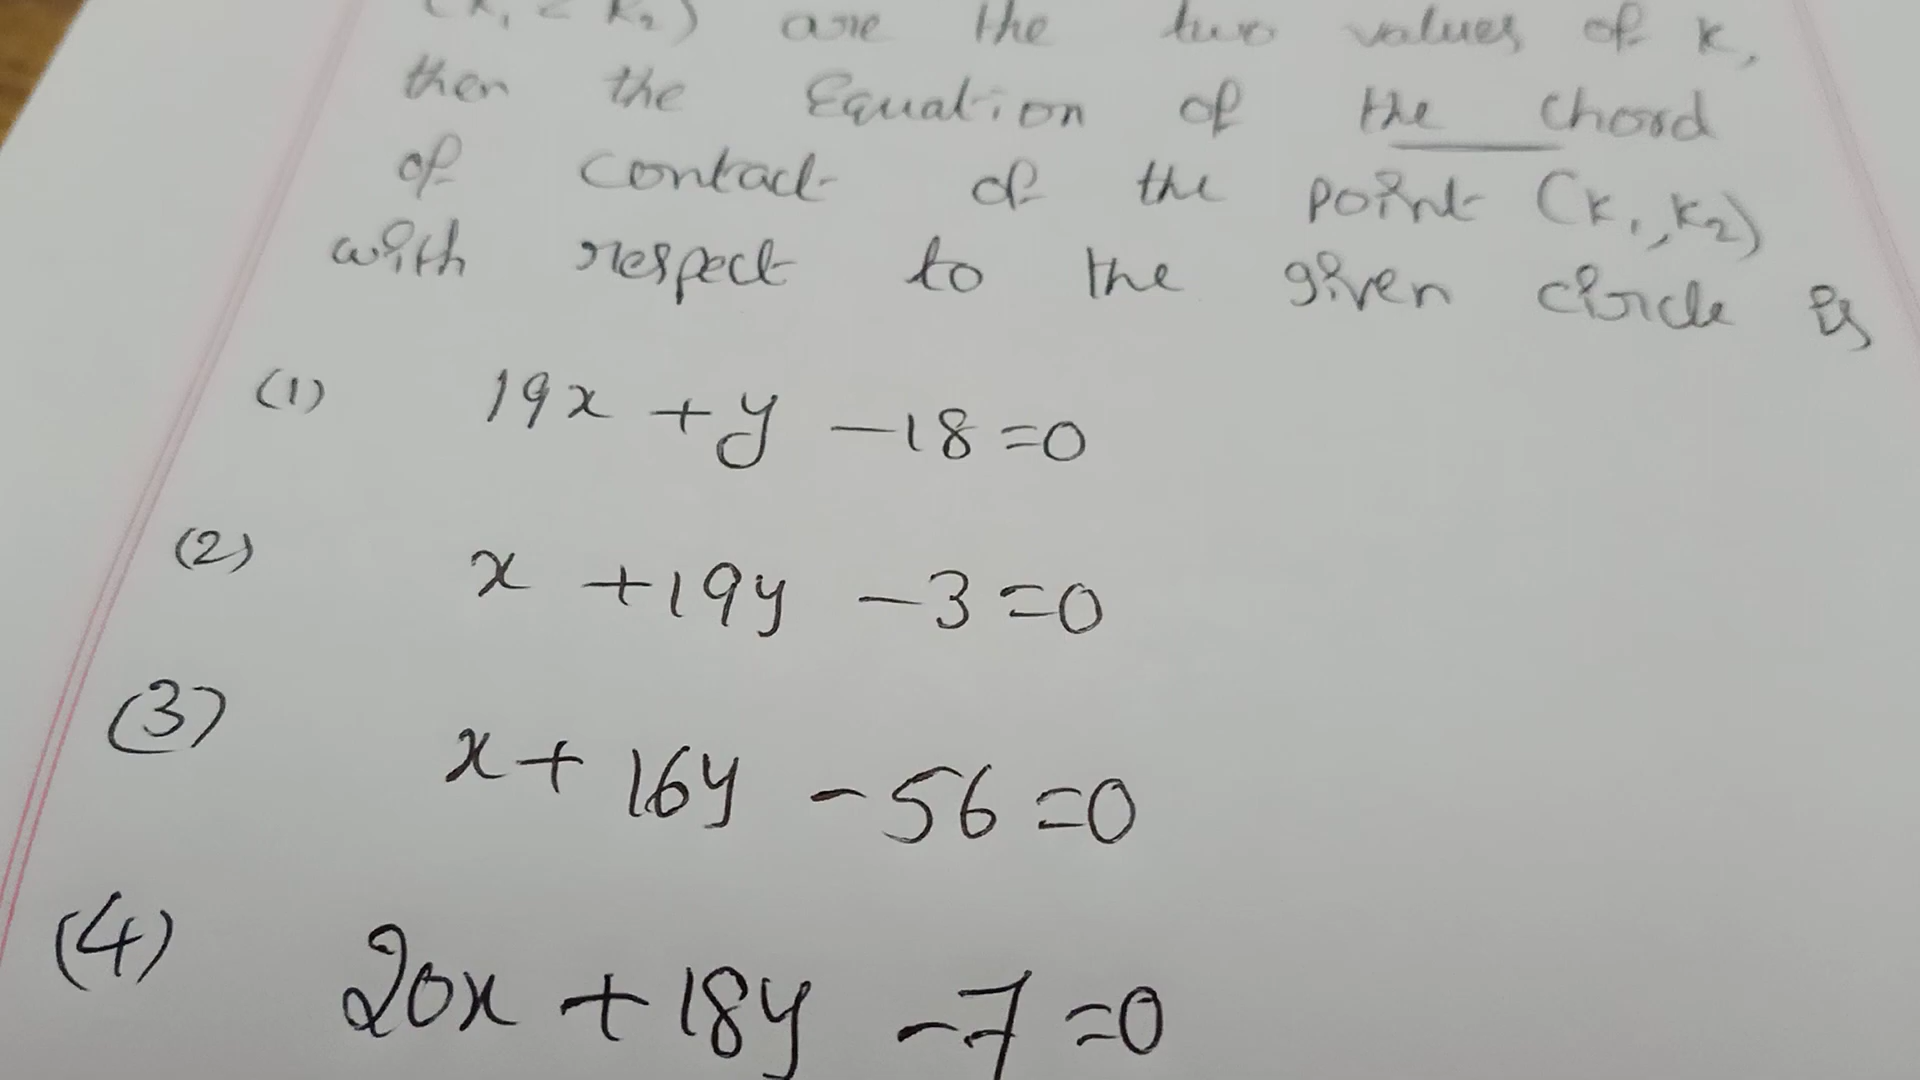 (k₁ < k₂) are the two values of k,
then the Equation of the chord
of contact of the point (k₁, k₂)
with respect to the given circle is
(1) 19x + y - 18 = 0
(2) x + 19y - 3 = 0
(3) x + 16y - 56 = 0
(4) 20x + 18y - 7 = 0